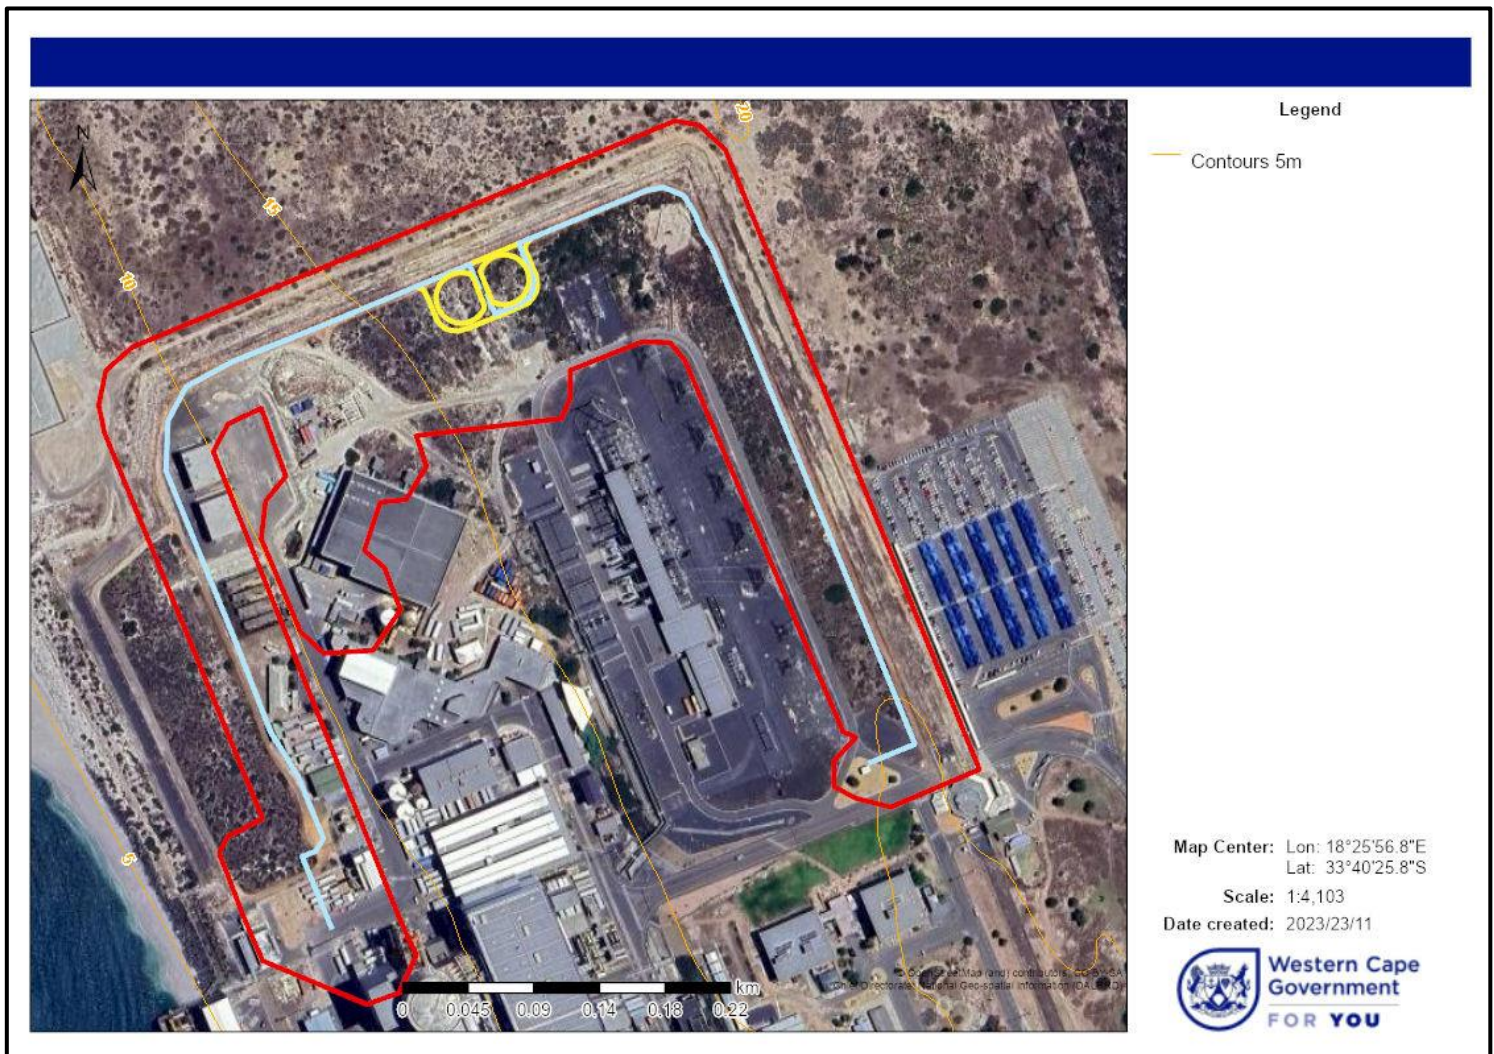 Legend
Contours 5m
N
20
15
10
5
km
0 0.045 0.09 0.14 0.18 0.22
Map Center: Lon: 18°25'56.8"E
Lat: 33°40'25.8"S
Scale: 1:4,103
Date created: 2023/23/11
Western Cape
Government
FOR YOU